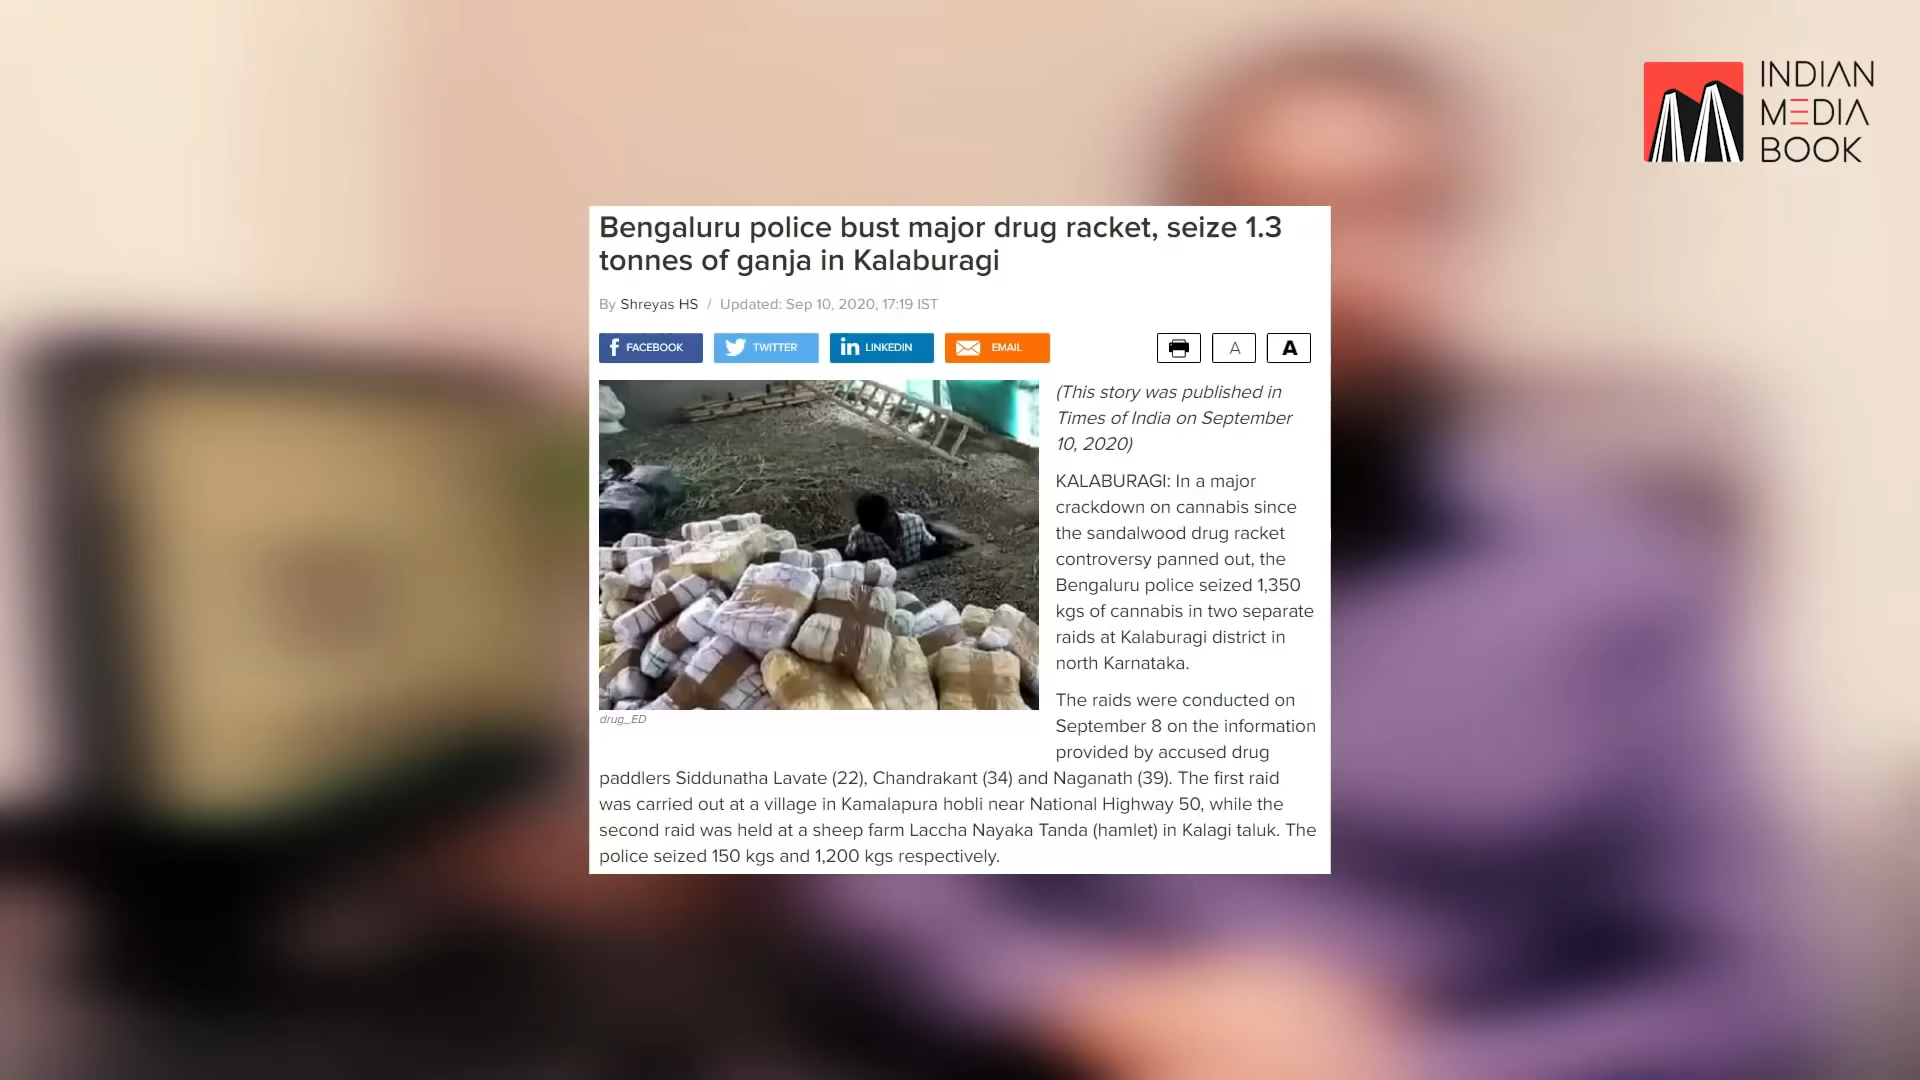 INDIAN
MEDIA
BOOK
Bengaluru police bust major drug racket, seize 1.3
tonnes of ganja in Kalaburagi
By Shreyas HS / Updated: Sep 10, 2020, 17:19 IST
FACEBOOK TWITTER LINKEDIN EMAIL A A
(This story was published in
Times of India on September
10, 2020)
KALABURAGI: In a major
crackdown on cannabis since
the sandalwood drug racket
controversy panned out, the
Bengaluru police seized 1,350
kgs of cannabis in two separate
raids at Kalaburagi district in
north Karnataka.
drug_ED
The raids were conducted on
September 8 on the information
provided by accused drug
paddlers Siddunatha Lavate (22), Chandrakant (34) and Naganath (39). The first raid
was carried out at a village in Kamalapura hobli near National Highway 50, while the
second raid was held at a sheep farm Laccha Nayaka Tanda (hamlet) in Kalagi taluk. The
police seized 150 kgs and 1,200 kgs respectively.